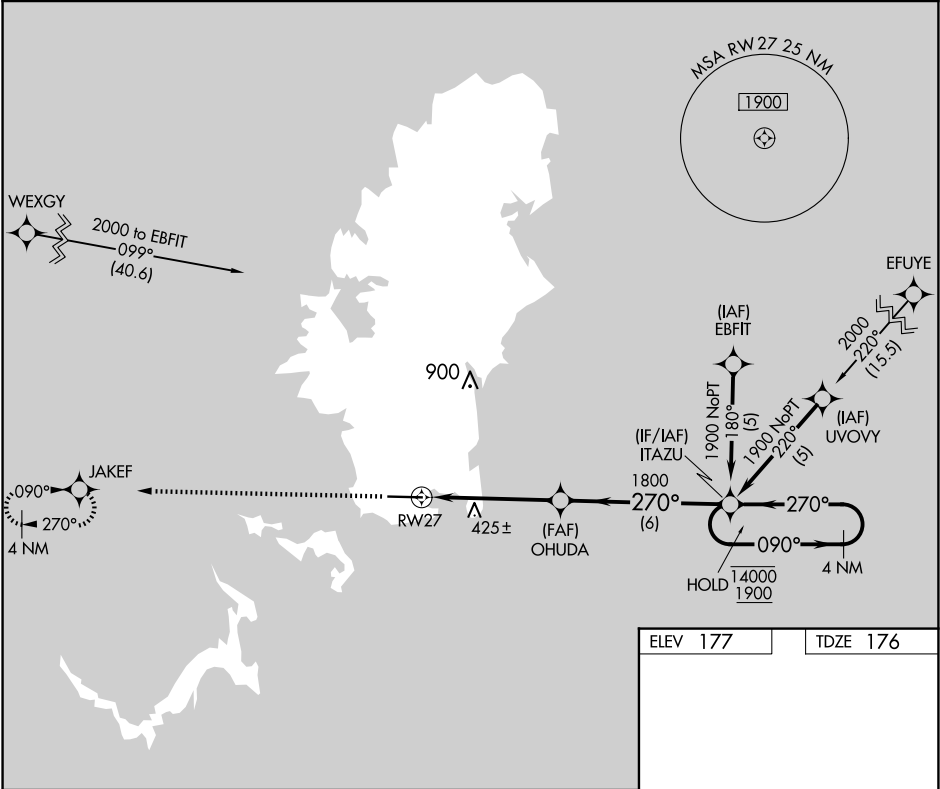 MSA RW27 25 NM
1900
WEXGY
2000 to EBFIT
099°
(40.6)
EFUYE
2000
220°
(15.5)
(IAF)
EBFIT
1900 NoPT
180°
(5)
(IAF)
UVOVY
1900 NoPT
220°
(5)
900
(IF/IAF)
ITAZU
JAKEF
090°
270°
4 NM
RW27
425±
(FAF)
OHUDA
1800
270°
(6)
270°
090°
4 NM
HOLD
14000
1900
ELEV 177
TDZE 176